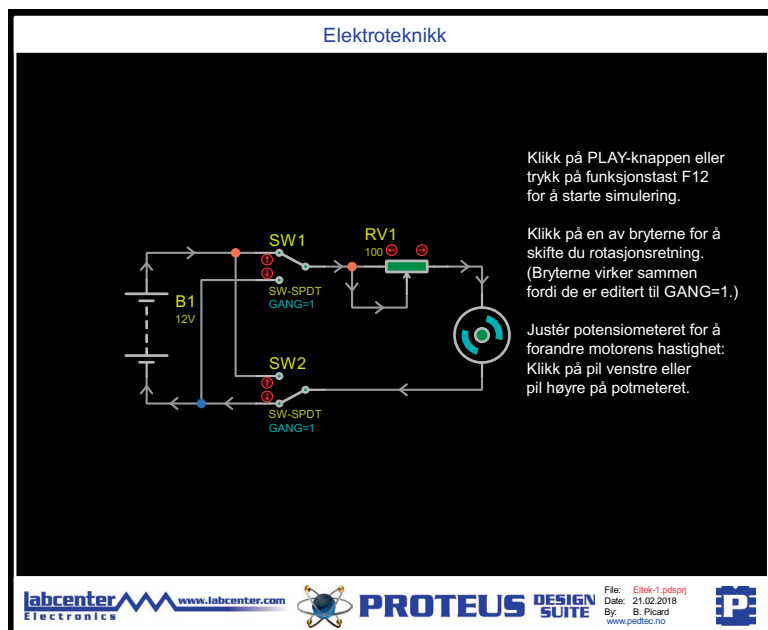 Elektroteknikk
Klikk på PLAY-knappen eller
trykk på funksjonstast F12
for å starte simulering.
Klikk på en av bryterne for å
skifte du rotasjonsretning.
(Bryterne virker sammen
fordi de er editert til GANG=1.)
Justér potensiometeret for å
forandre motorens hastighet:
Klikk på pil venstre eller
pil høyre på potmeteret.
SW1
SW-SPDT
GANG=1
RV1
100
B1
12V
SW2
SW-SPDT
GANG=1
labcenter
Electronics
www.labcenter.com
PROTEUS DESIGN
SUITE
File: Eltek-1.pdsprj
Date: 21.02.2018
By: B. Picard
www.pedtec.no
P